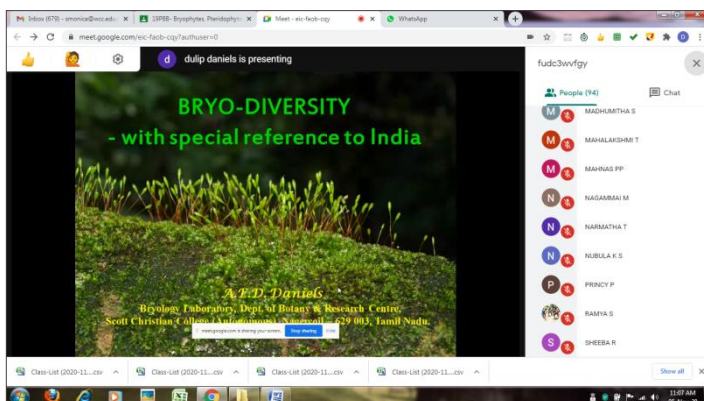 Inbox (679) - smonica@wcc.edu
19PBB- Bryophytes, Pteridophyt
Meet - eic-faob-cqy
WhatsApp
meet.google.com/eic-faob-cqy?authuser=0
D
d
dulip daniels is presenting
fudc3wvfgy
People (94)
Chat
BRYO-DIVERSITY
- with special reference to India
A.E.D. Daniels
Bryology Laboratory, Dept. of Botany & Research Centre,
Scott Christian College (Autonomous), Nagercoil – 629 003, Tamil Nadu.
meet.google.com is sharing your screen.
Stop sharing
Hide
M
MADHUMITHA S
M
MAHALAKSHMI T
M
MAHNAS PP
N
NAGAMMAI M
N
NARMATHA T
N
NUBULA K S
P
PRINCY P
RAMYA S
S
SHEEBA R
Class-List (2020-11....csv
Class-List (2020-11....csv
Class-List (2020-11....csv
Class-List (2020-11....csv
Show all
11:07 AM